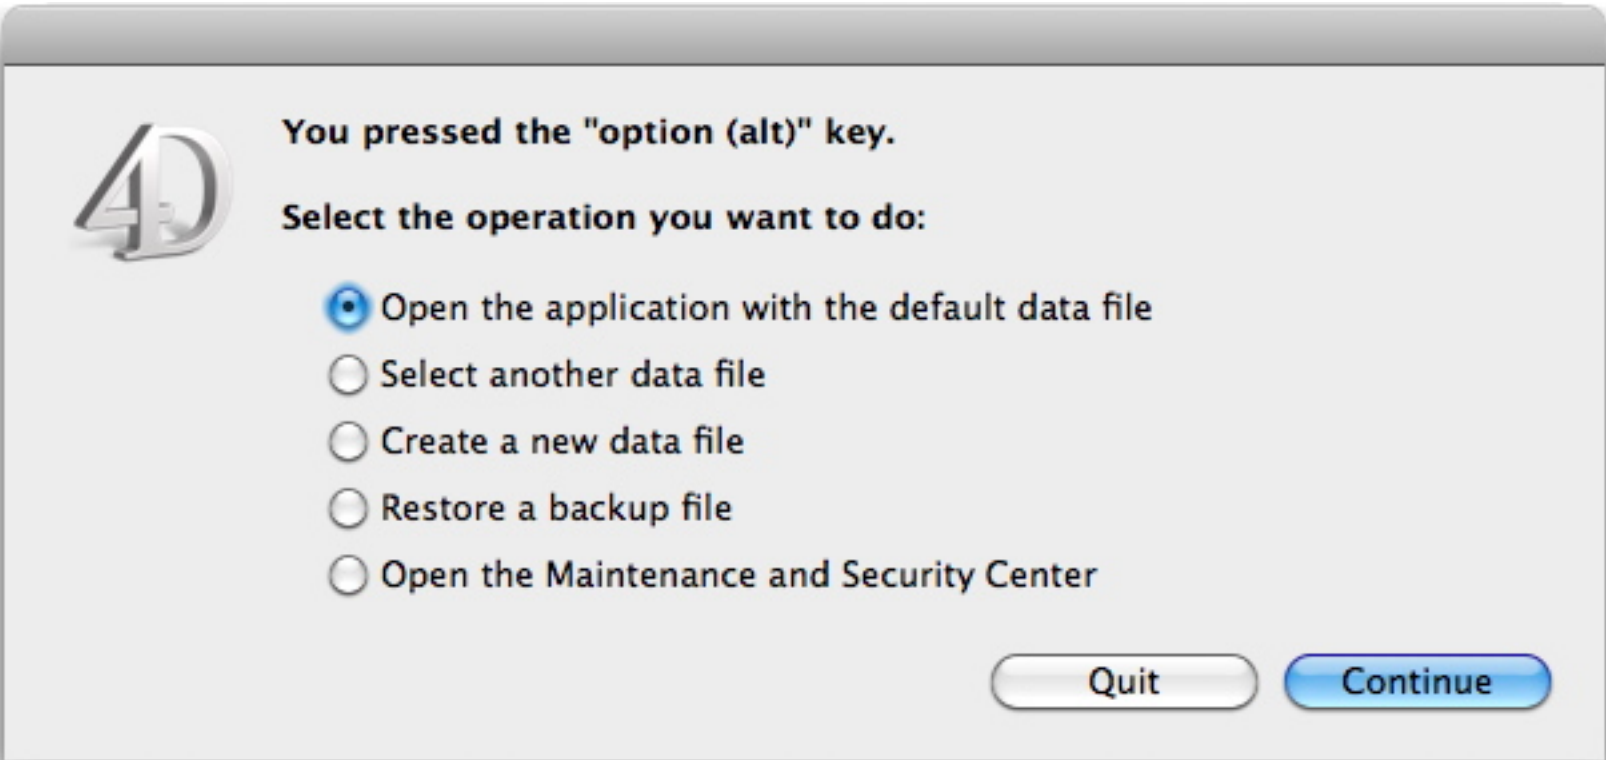 4D
You pressed the "option (alt)" key.
Select the operation you want to do:
Open the application with the default data file
Select another data file
Create a new data file
Restore a backup file
Open the Maintenance and Security Center
Quit
Continue